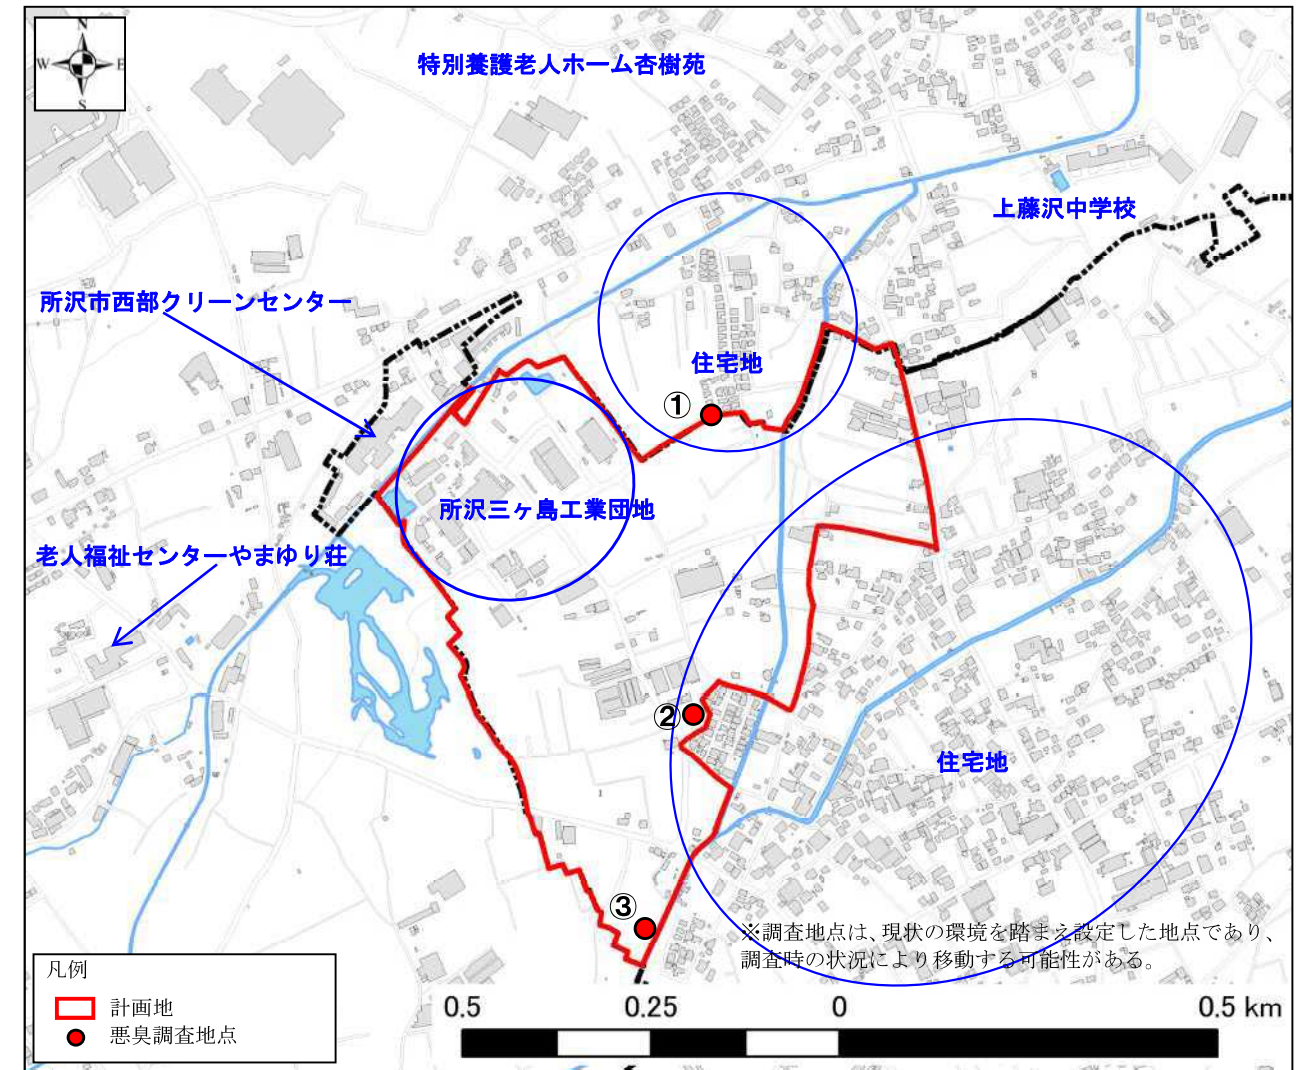 N
W E
S
特別養護老人ホーム杏樹苑
上藤沢中学校
所沢市西部クリーンセンター
住宅地
①
所沢三ヶ島工業団地
老人福祉センターやまゆり荘
②
住宅地
③
※調査地点は、現状の環境を踏まえ設定した地点であり、
調査時の状況により移動する可能性がある。
凡例
計画地
悪臭調査地点
0.5 0.25 0 0.5 km